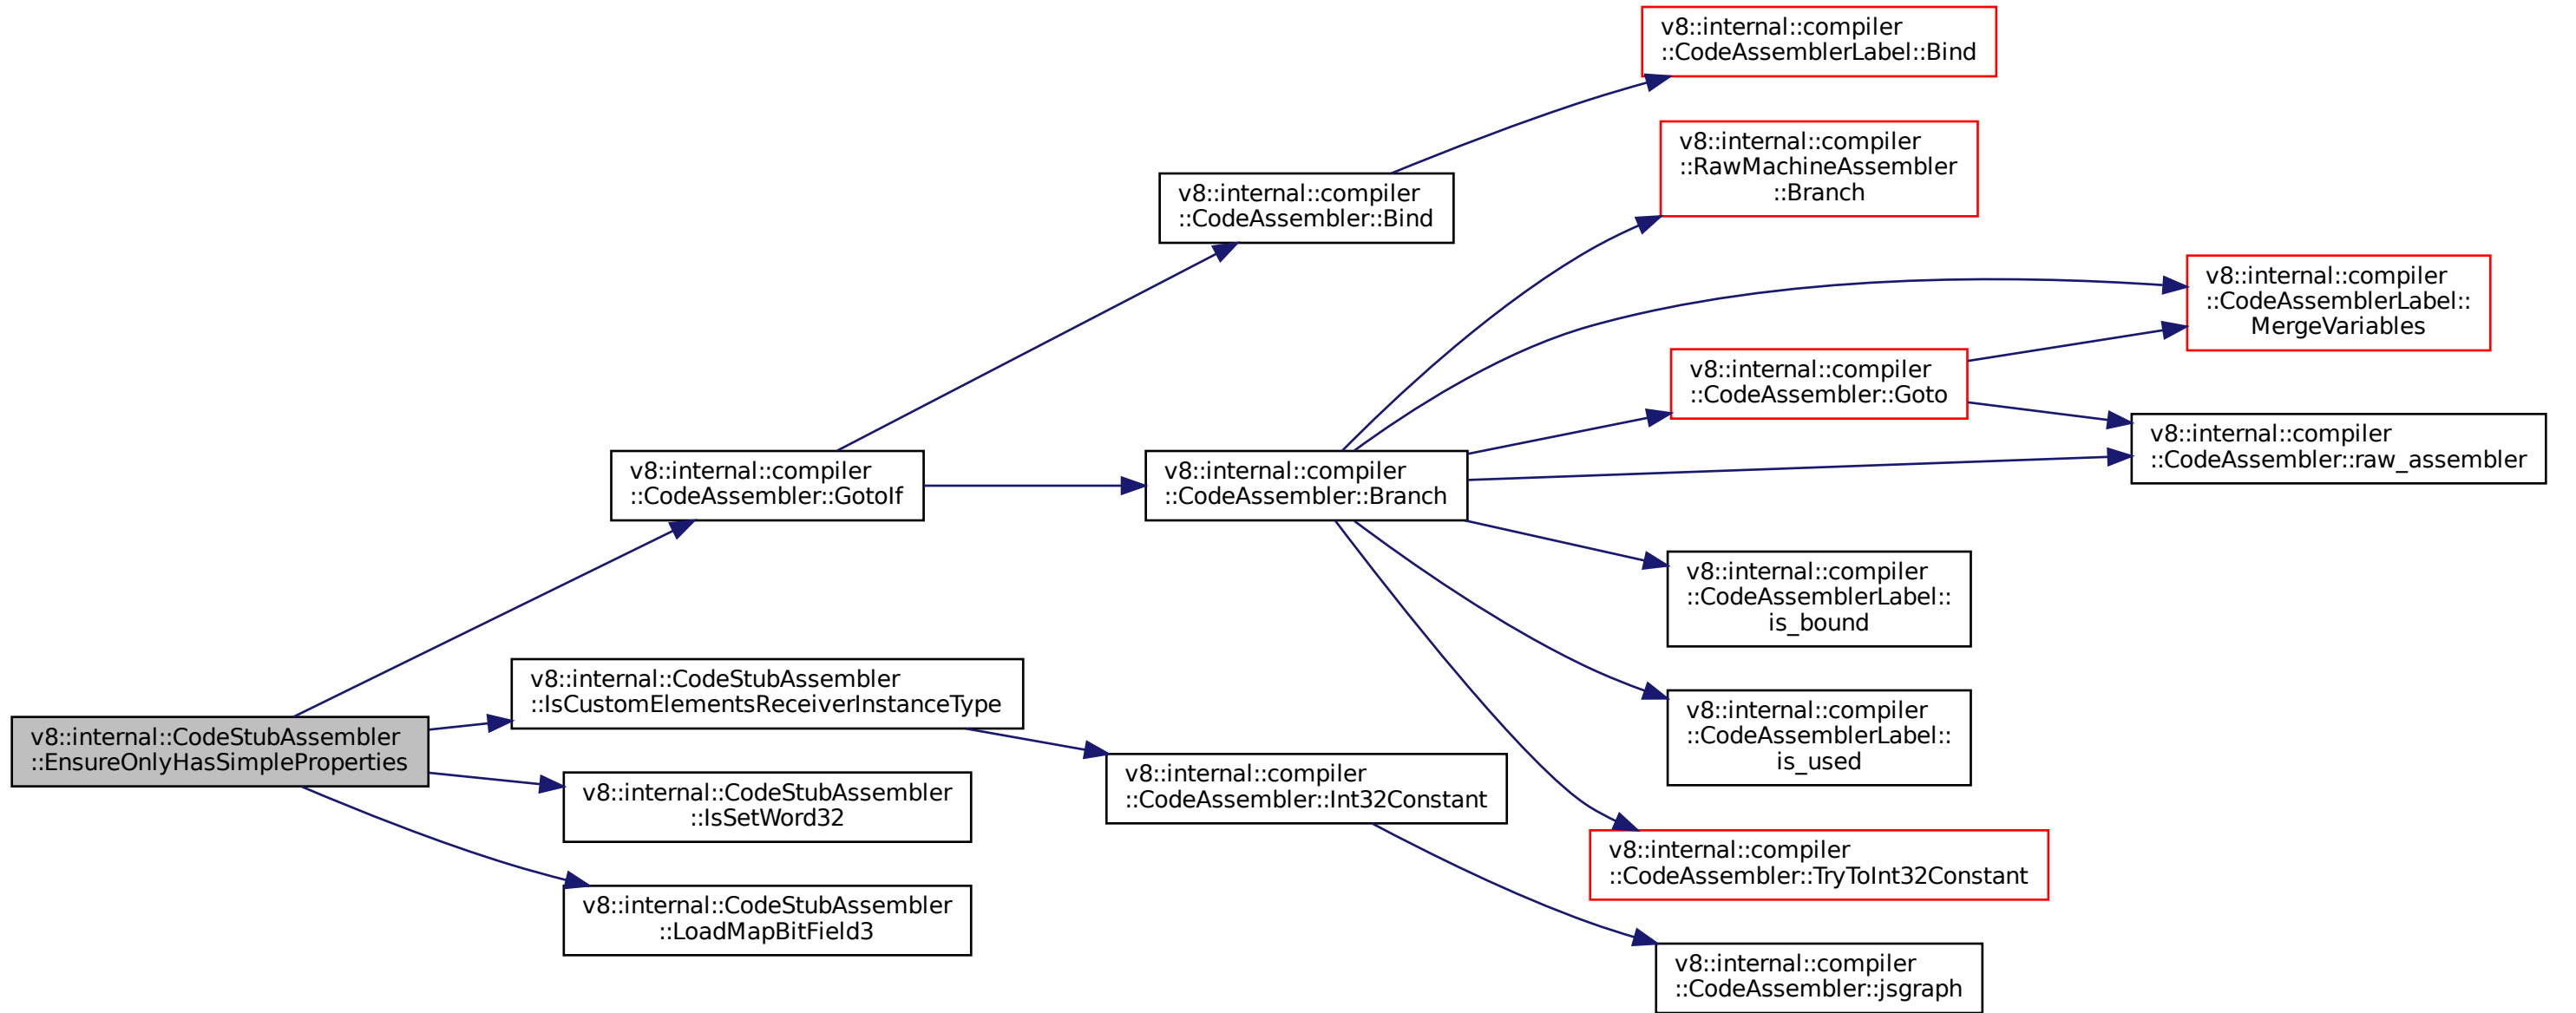 v8::internal::CodeStubAssembler
::EnsureOnlyHasSimpleProperties
v8::internal::compiler
::CodeAssembler::GotoIf
v8::internal::compiler
::CodeAssembler::Bind
v8::internal::compiler
::CodeAssemblerLabel::Bind
v8::internal::compiler
::CodeAssembler::Branch
v8::internal::compiler
::RawMachineAssembler
::Branch
v8::internal::compiler
::CodeAssemblerLabel::
MergeVariables
v8::internal::compiler
::CodeAssembler::Goto
v8::internal::compiler
::CodeAssembler::raw_assembler
v8::internal::compiler
::CodeAssemblerLabel::
is_bound
v8::internal::compiler
::CodeAssemblerLabel::
is_used
v8::internal::compiler
::CodeAssembler::TryToInt32Constant
v8::internal::CodeStubAssembler
::IsCustomElementsReceiverInstanceType
v8::internal::compiler
::CodeAssembler::Int32Constant
v8::internal::compiler
::CodeAssembler::jsgraph
v8::internal::CodeStubAssembler
::IsSetWord32
v8::internal::CodeStubAssembler
::LoadMapBitField3